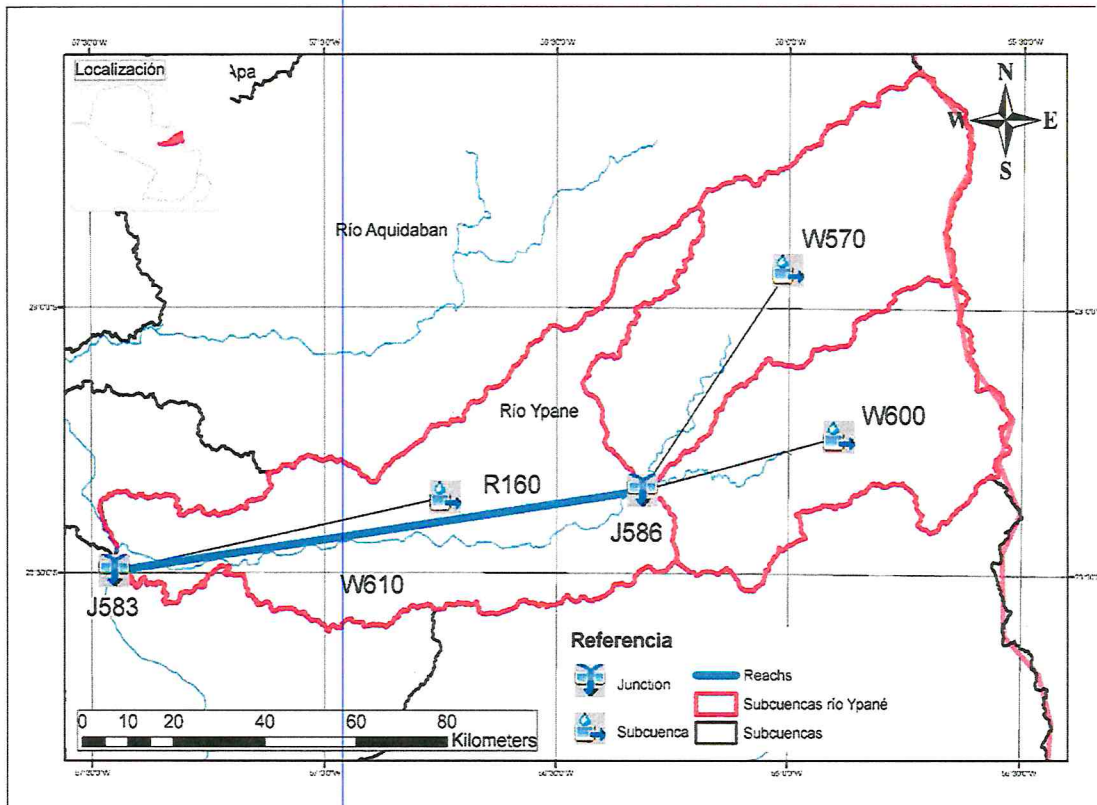 Localización
Apa
N
W E
S
Río Aquidaban
W570
Río Ypane
W600
R160
J586
J583
W610
Referencia
Junction
Reachs
Subcuencas río Ypané
Subcuenca
Subcuencas
0 10 20 40 60 80
Kilometers